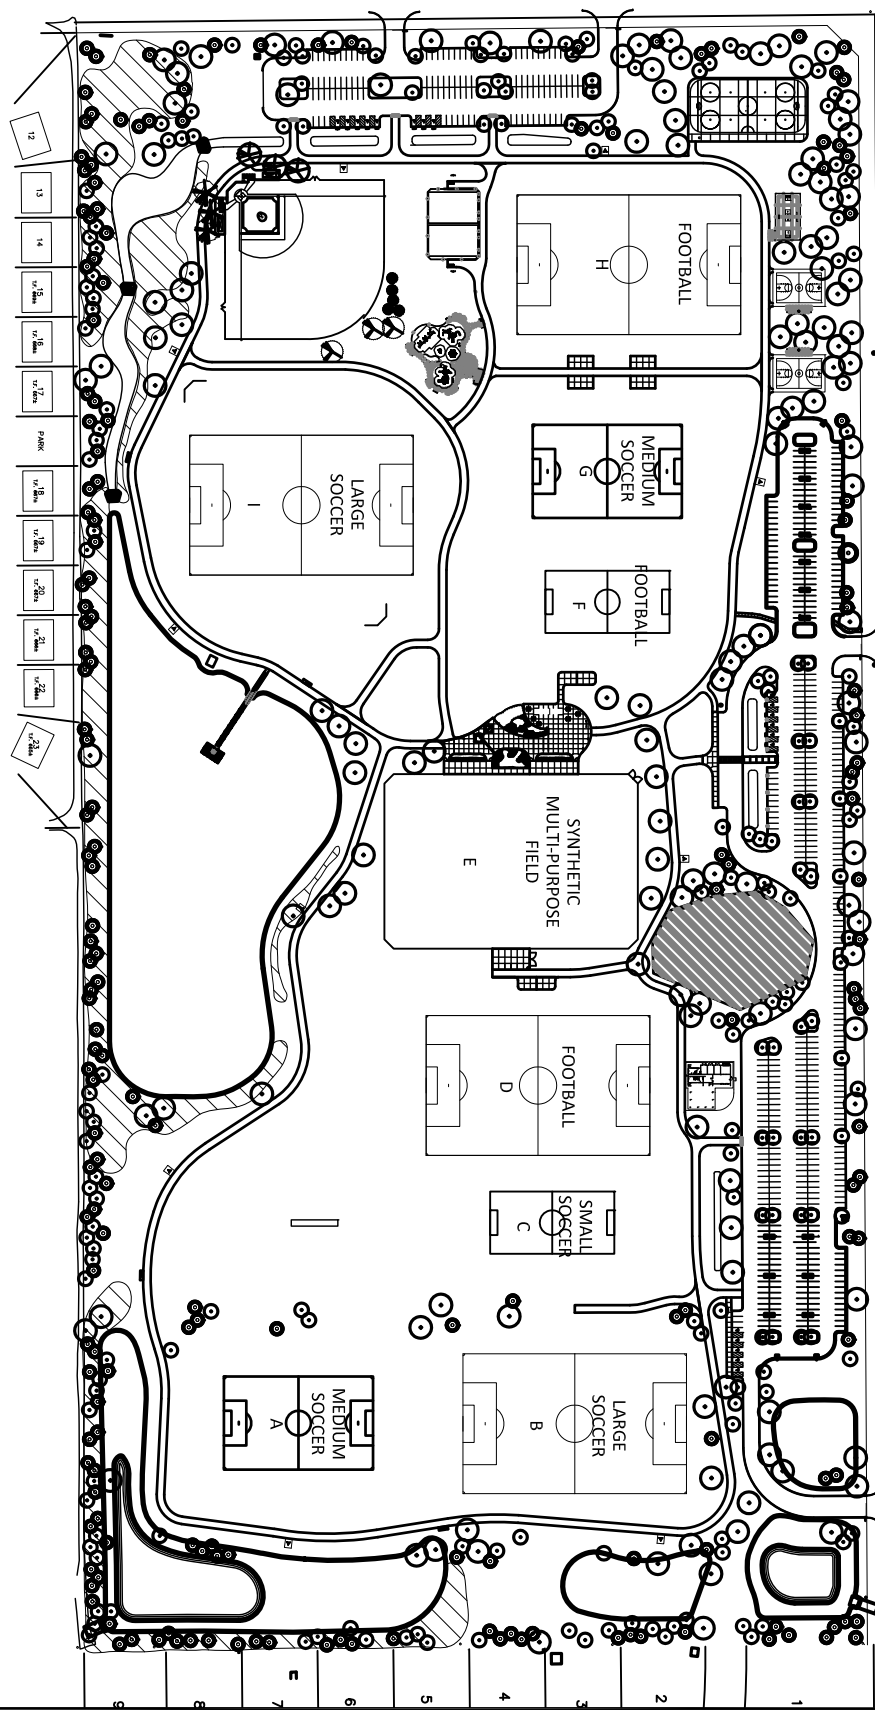 12
13
14
15
16
17
PARK
18
19
20
21
22
23
FOOTBALL
H
MEDIUM
SOCCER
G
LARGE
SOCCER
I
FOOTBALL
F
SYNTHETIC
MULTI-PURPOSE
FIELD
E
FOOTBALL
D
SMALL
SOCCER
C
LARGE
SOCCER
B
MEDIUM
SOCCER
A
9
8
7
6
5
4
3
2
1